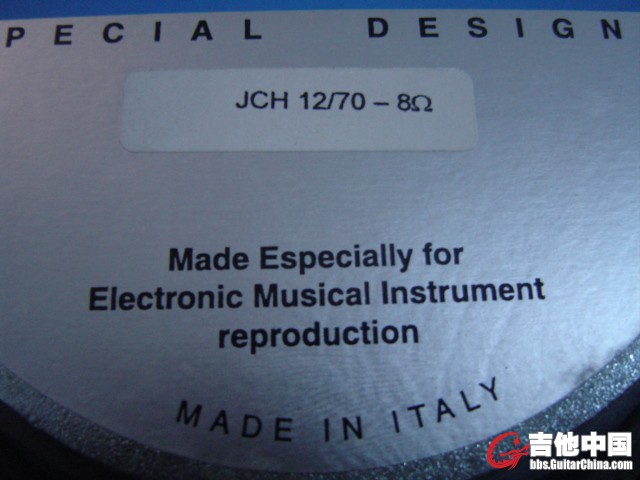 PECIAL DESIGN
JCH 12/70 – 8Ω
Made Especially for
Electronic Musical Instrument
reproduction
MADE IN ITALY
吉他中国
bbs.GuitarChina.com